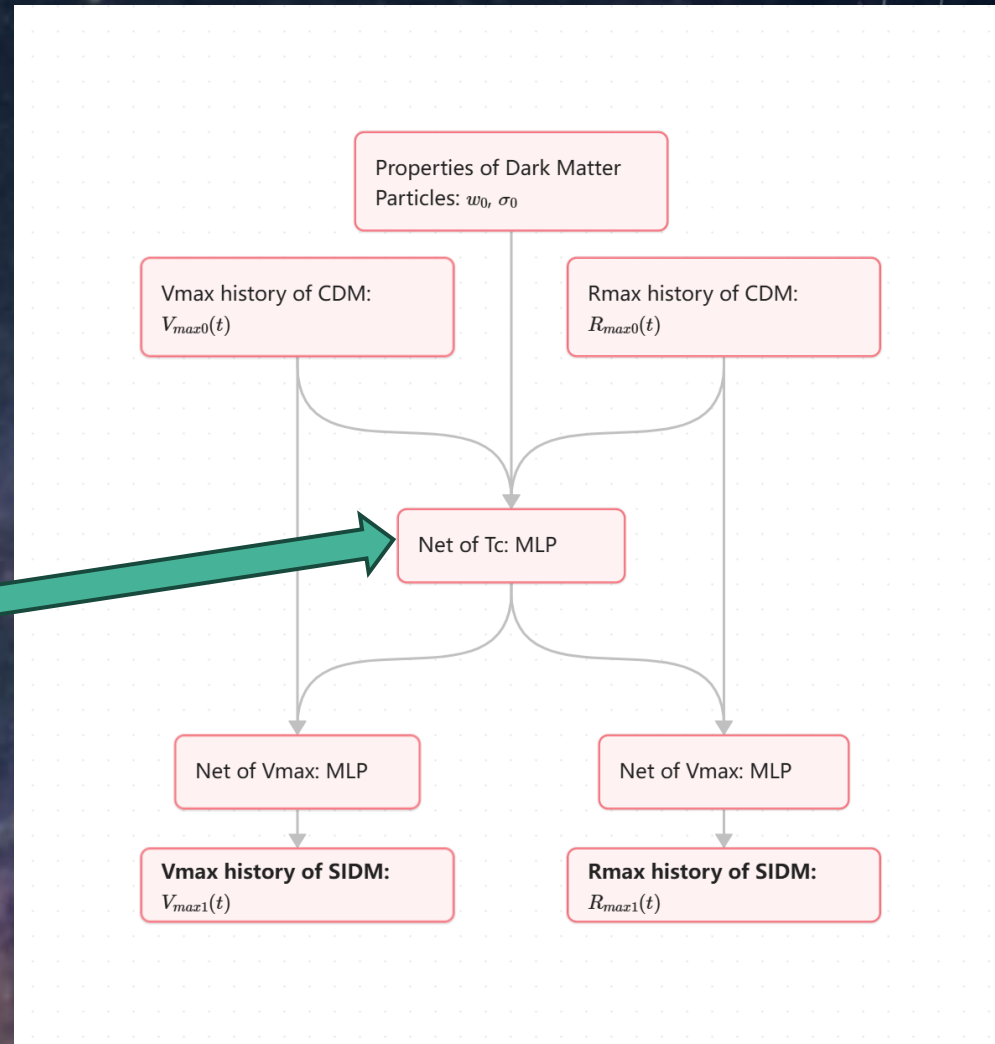 Properties of Dark Matter
Particles: w₀, σ₀
Vmax history of CDM:
Vₘₐₓ₀(t)
Rmax history of CDM:
Rₘₐₓ₀(t)
Net of Tc: MLP
Net of Vmax: MLP
Net of Vmax: MLP
Vmax history of SIDM:
Vₘₐₓ₁(t)
Rmax history of SIDM:
Rₘₐₓ₁(t)